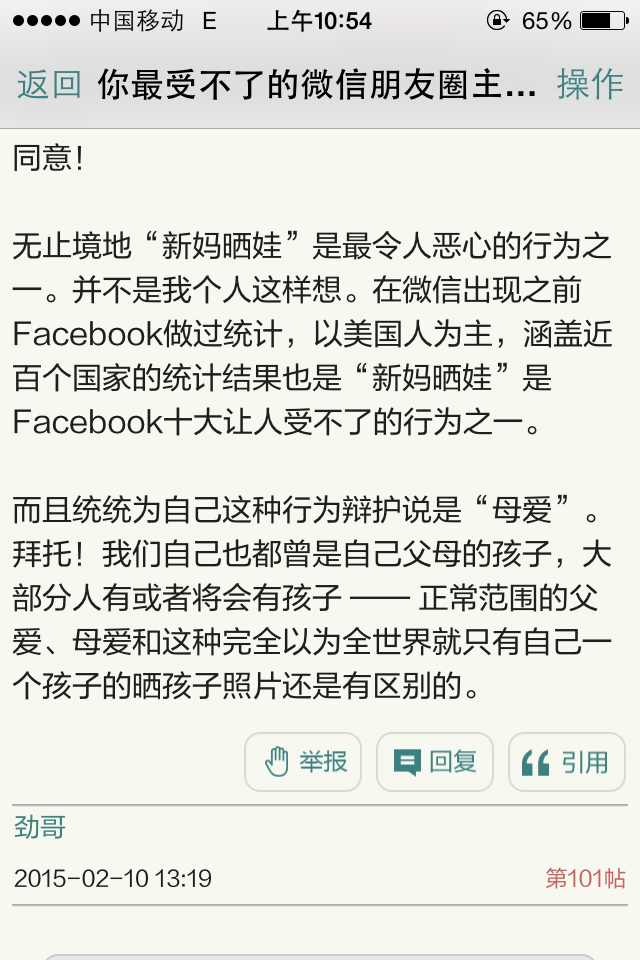 中国移动 E 上午10:54 65%
返回 你最受不了的微信朋友圈主... 操作
同意！
无止境地“新妈晒娃”是最令人恶心的行为之
一。并不是我个人这样想。在微信出现之前
Facebook做过统计，以美国人为主，涵盖近
百个国家的统计结果也是“新妈晒娃”是
Facebook十大让人受不了的行为之一。
而且统统为自己这种行为辩护说是“母爱”。
拜托！我们自己也都曾是自己父母的孩子，大
部分人有或者将会有孩子 —— 正常范围的父
爱、母爱和这种完全以为全世界就只有自己一
个孩子的晒孩子照片还是有区别的。
举报 回复 引用
劲哥
2015-02-10 13:19 第101帖